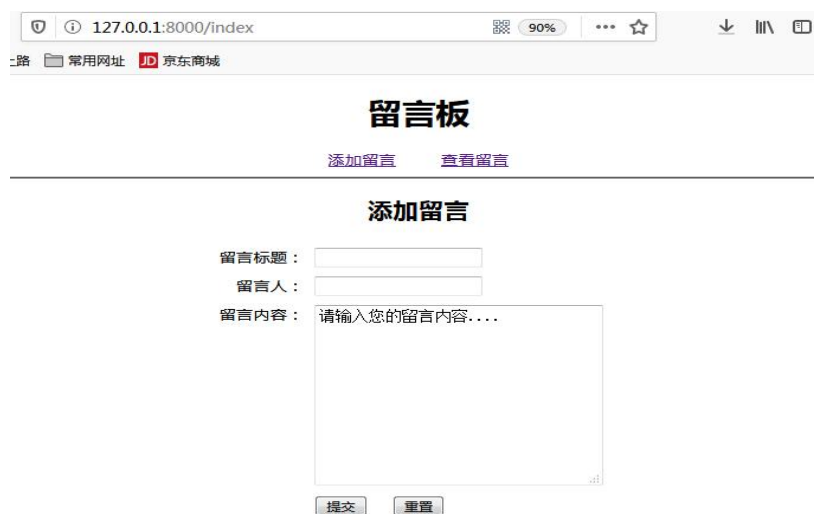 127.0.0.1:8000/index 90%
上路 常用网址 JD 京东商城
留言板
添加留言 查看留言
添加留言
留言标题：
留言人：
留言内容： 请输入您的留言内容....
提交 重置